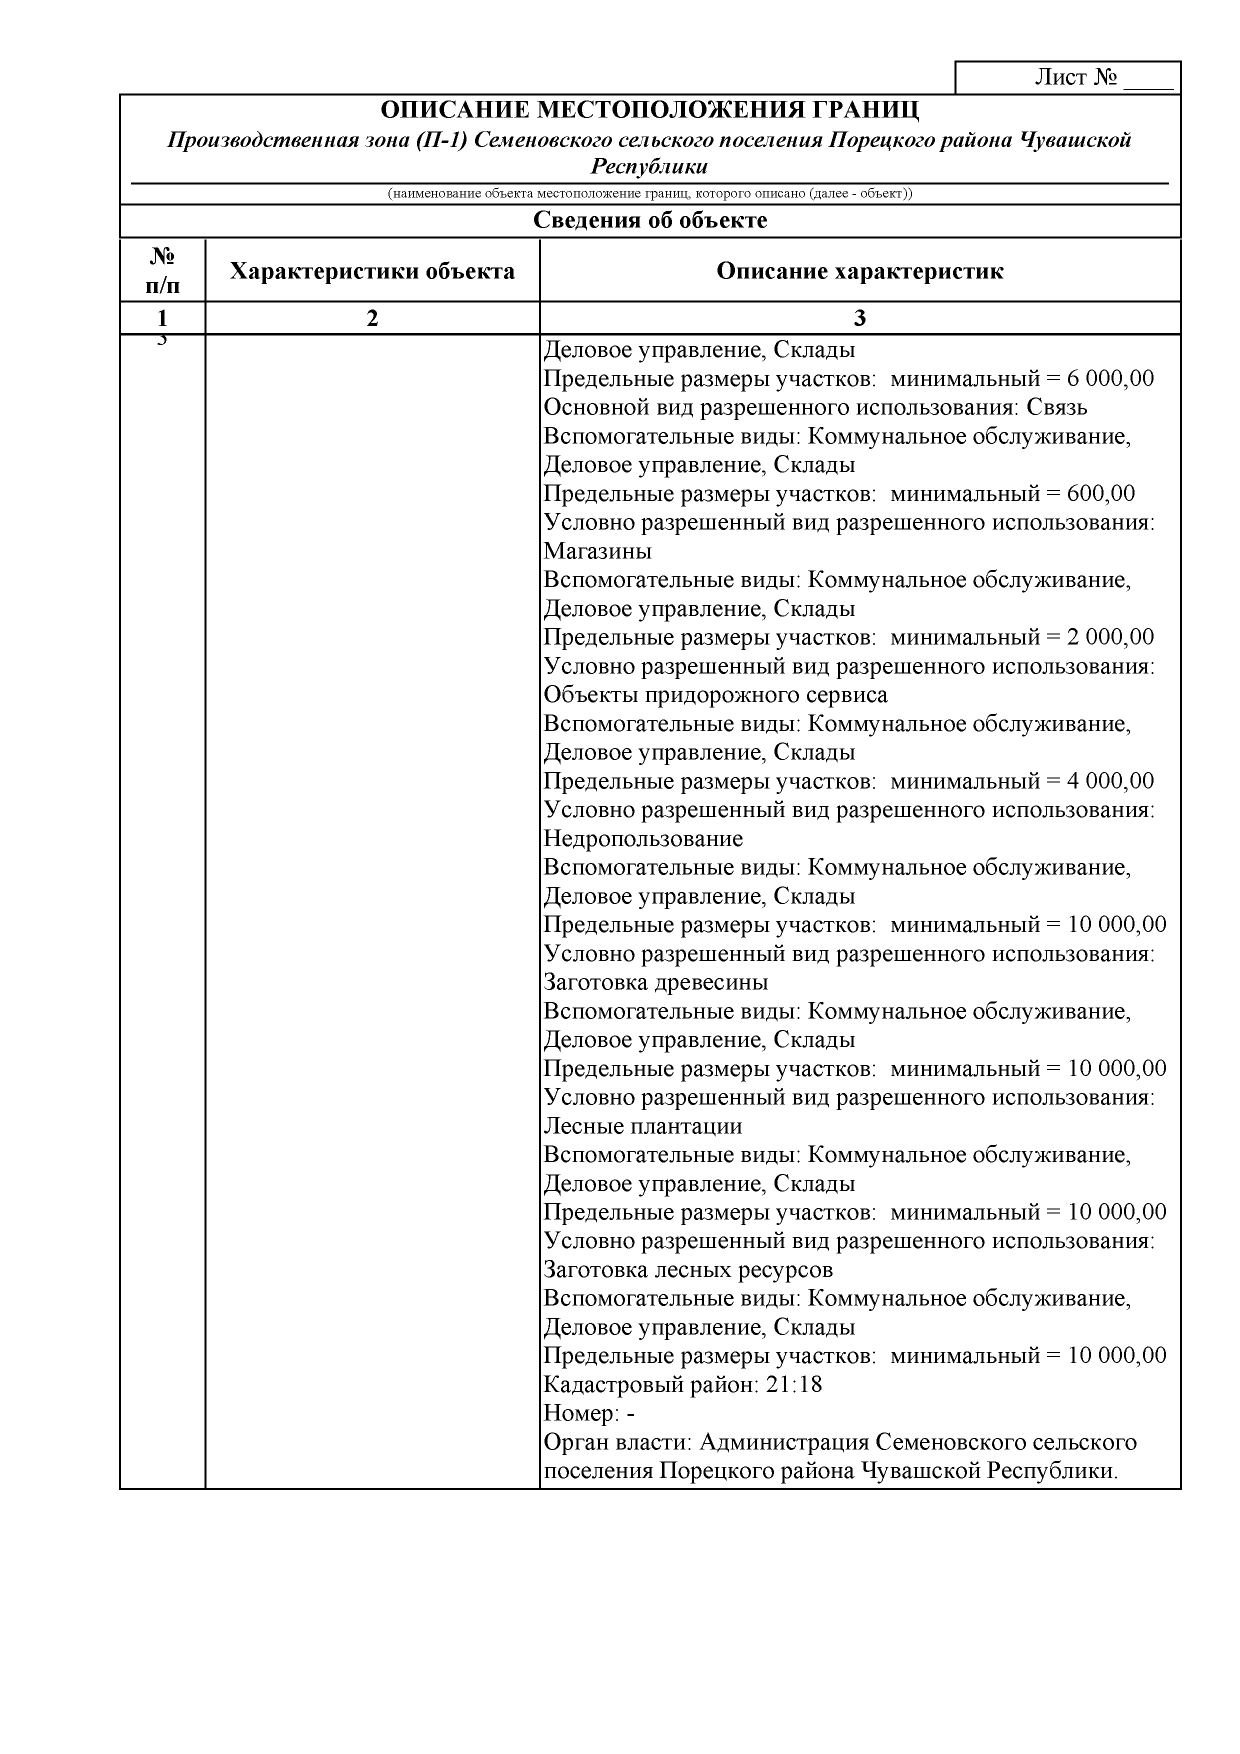 Лист № ____
ОПИСАНИЕ МЕСТОПОЛОЖЕНИЯ ГРАНИЦ
Производственная зона (П-1) Семеновского сельского поселения Порецкого района Чувашской
Республики
(наименование объекта местоположение границ, которого описано (далее - объект))
Сведения об объекте
№
п/п
Характеристики объекта
Описание характеристик
1
2
3
Деловое управление, Склады
Предельные размеры участков:  минимальный = 6 000,00
Основной вид разрешенного использования: Связь
Вспомогательные виды: Коммунальное обслуживание,
Деловое управление, Склады
Предельные размеры участков:  минимальный = 600,00
Условно разрешенный вид разрешенного использования:
Магазины
Вспомогательные виды: Коммунальное обслуживание,
Деловое управление, Склады
Предельные размеры участков:  минимальный = 2 000,00
Условно разрешенный вид разрешенного использования:
Объекты придорожного сервиса
Вспомогательные виды: Коммунальное обслуживание,
Деловое управление, Склады
Предельные размеры участков:  минимальный = 4 000,00
Условно разрешенный вид разрешенного использования:
Недропользование
Вспомогательные виды: Коммунальное обслуживание,
Деловое управление, Склады
Предельные размеры участков:  минимальный = 10 000,00
Условно разрешенный вид разрешенного использования:
Заготовка древесины
Вспомогательные виды: Коммунальное обслуживание,
Деловое управление, Склады
Предельные размеры участков:  минимальный = 10 000,00
Условно разрешенный вид разрешенного использования:
Лесные плантации
Вспомогательные виды: Коммунальное обслуживание,
Деловое управление, Склады
Предельные размеры участков:  минимальный = 10 000,00
Условно разрешенный вид разрешенного использования:
Заготовка лесных ресурсов
Вспомогательные виды: Коммунальное обслуживание,
Деловое управление, Склады
Предельные размеры участков:  минимальный = 10 000,00
Кадастровый район: 21:18
Номер: -
Орган власти: Администрация Семеновского сельского
поселения Порецкого района Чувашской Республики.